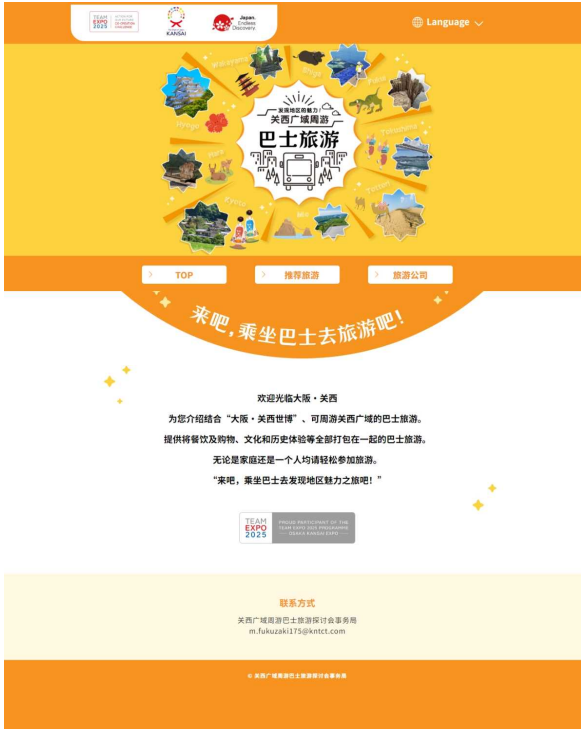 TEAM
EXPO
2025
KANSAI
Japan.
Endless
Discovery
Language
Wakayama
Shiga
Fukui
Hyogo
Tokushima
Nara
Kyoto
Mie
Tottori
发现地区的魅力!
关西广域周游
巴士旅游
TOP
推荐旅游
旅游公司
来吧,乘坐巴士去旅游吧!
欢迎光临大阪・关西
为您介绍结合“大阪・关西世博”、可周游关西广域的巴士旅游。
提供将餐饮及购物、文化和历史体验等全部打包在一起的巴士旅游。
无论是家庭还是一个人均请轻松参加旅游。
“来吧,乘坐巴士去发现地区魅力之旅吧!”
TEAM
EXPO
2025
PROUD PARTICIPANT OF THE
TEAM EXPO 2025 PROGRAMME
OSAKA KANSAI EXPO
联系方式
关西广域周游巴士旅游探讨会事务局
m.fukuzaki175@kntct.com
© 关西广域周游巴士旅游探讨会事务局